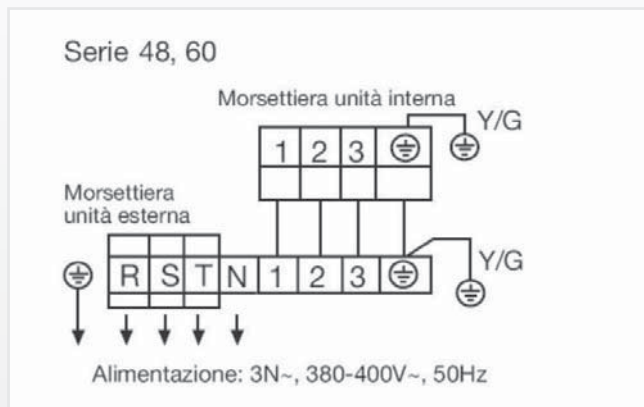 Serie 48, 60
Morsettiera unità interna
Y/G
1 2 3
Morsettiera
unità esterna
R S T N 1 2 3
Y/G
Alimentazione: 3N~, 380-400V~, 50Hz